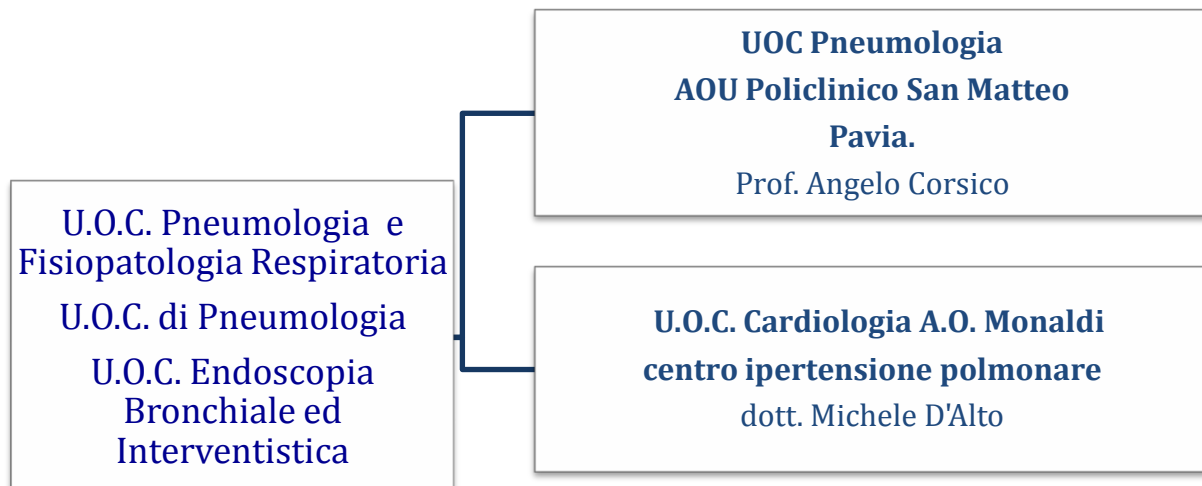 U.O.C. Pneumologia e
Fisiopatologia Respiratoria
U.O.C. di Pneumologia
U.O.C. Endoscopia
Bronchiale ed
Interventistica
UOC Pneumologia
AOU Policlinico San Matteo
Pavia.
Prof. Angelo Corsico
U.O.C. Cardiologia A.O. Monaldi
centro ipertensione polmonare
dott. Michele D'Alto